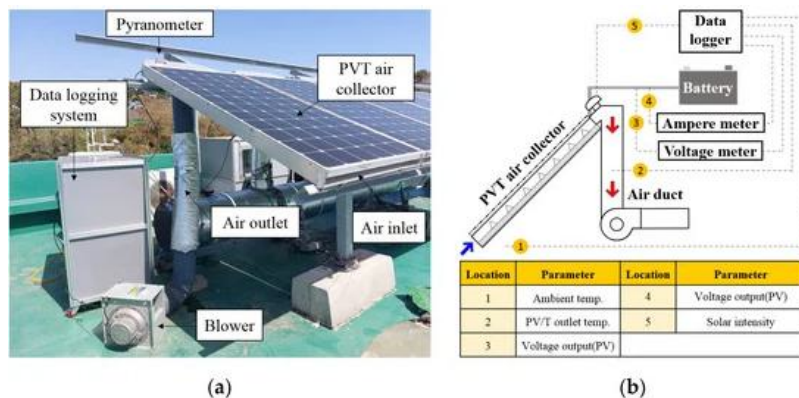 Pyranometer
PVT air
collector
Data logging
system
Air outlet
Air inlet
Blower
(a)
5
Data
logger
Battery
4
Ampere meter
3
Voltage meter
PVT air collector
2
Air duct
1
Location Parameter Location Parameter
1 Ambient temp. 4 Voltage output(PV)
2 PV/T outlet temp. 5 Solar intensity
3 Voltage output(PV)
(b)